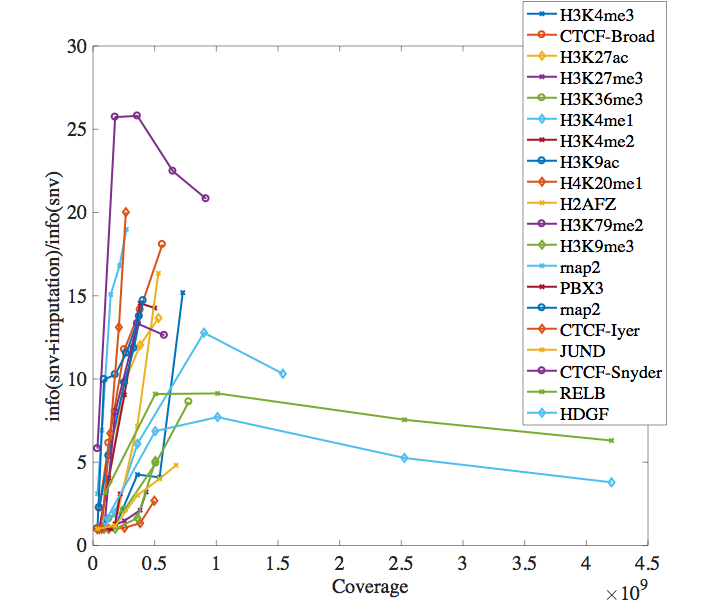 H3K4me3
CTCF-Broad
H3K27ac
H3K27me3
H3K36me3
H3K4me1
H3K4me2
H3K9ac
H4K20me1
H2AFZ
H3K79me2
H3K9me3
rnap2
PBX3
rnap2
CTCF-Iyer
JUND
CTCF-Snyder
RELB
HDGF
info(snv+imputation)/info(snv)
30
25
20
15
10
5
0
0 0.5 1 1.5 2 2.5 3 3.5 4 4.5
Coverage
×10⁹